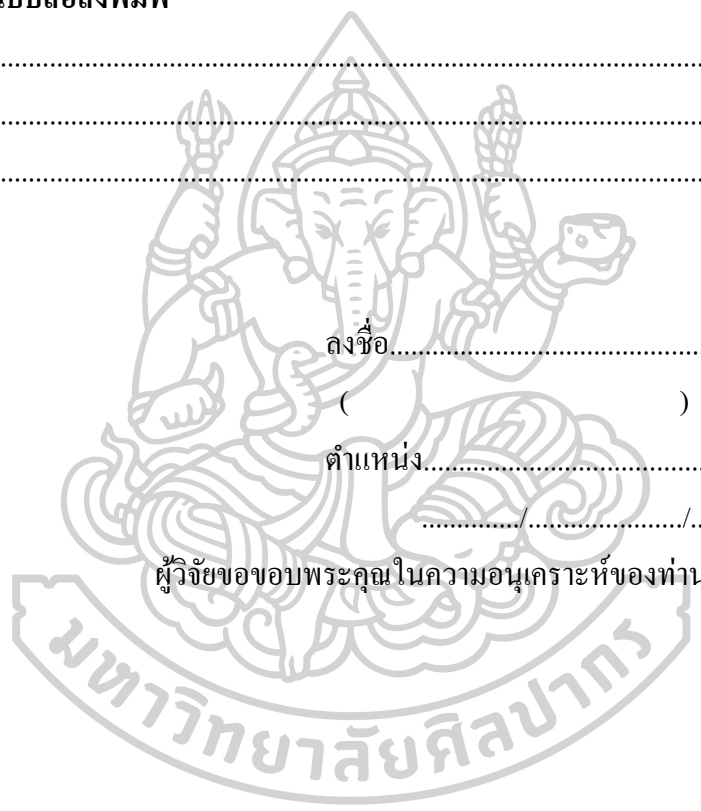 ....................................................................................................
....................................................................................................
....................................................................................................
ลงชื่อ............................................
( )
ตำแหน่ง.......................................
............../....................../..
ผู้วิจัยขอขอบพระคุณในความอนุเคราะห์ของท่าน
มหาวิทยาลัยศิลปากร